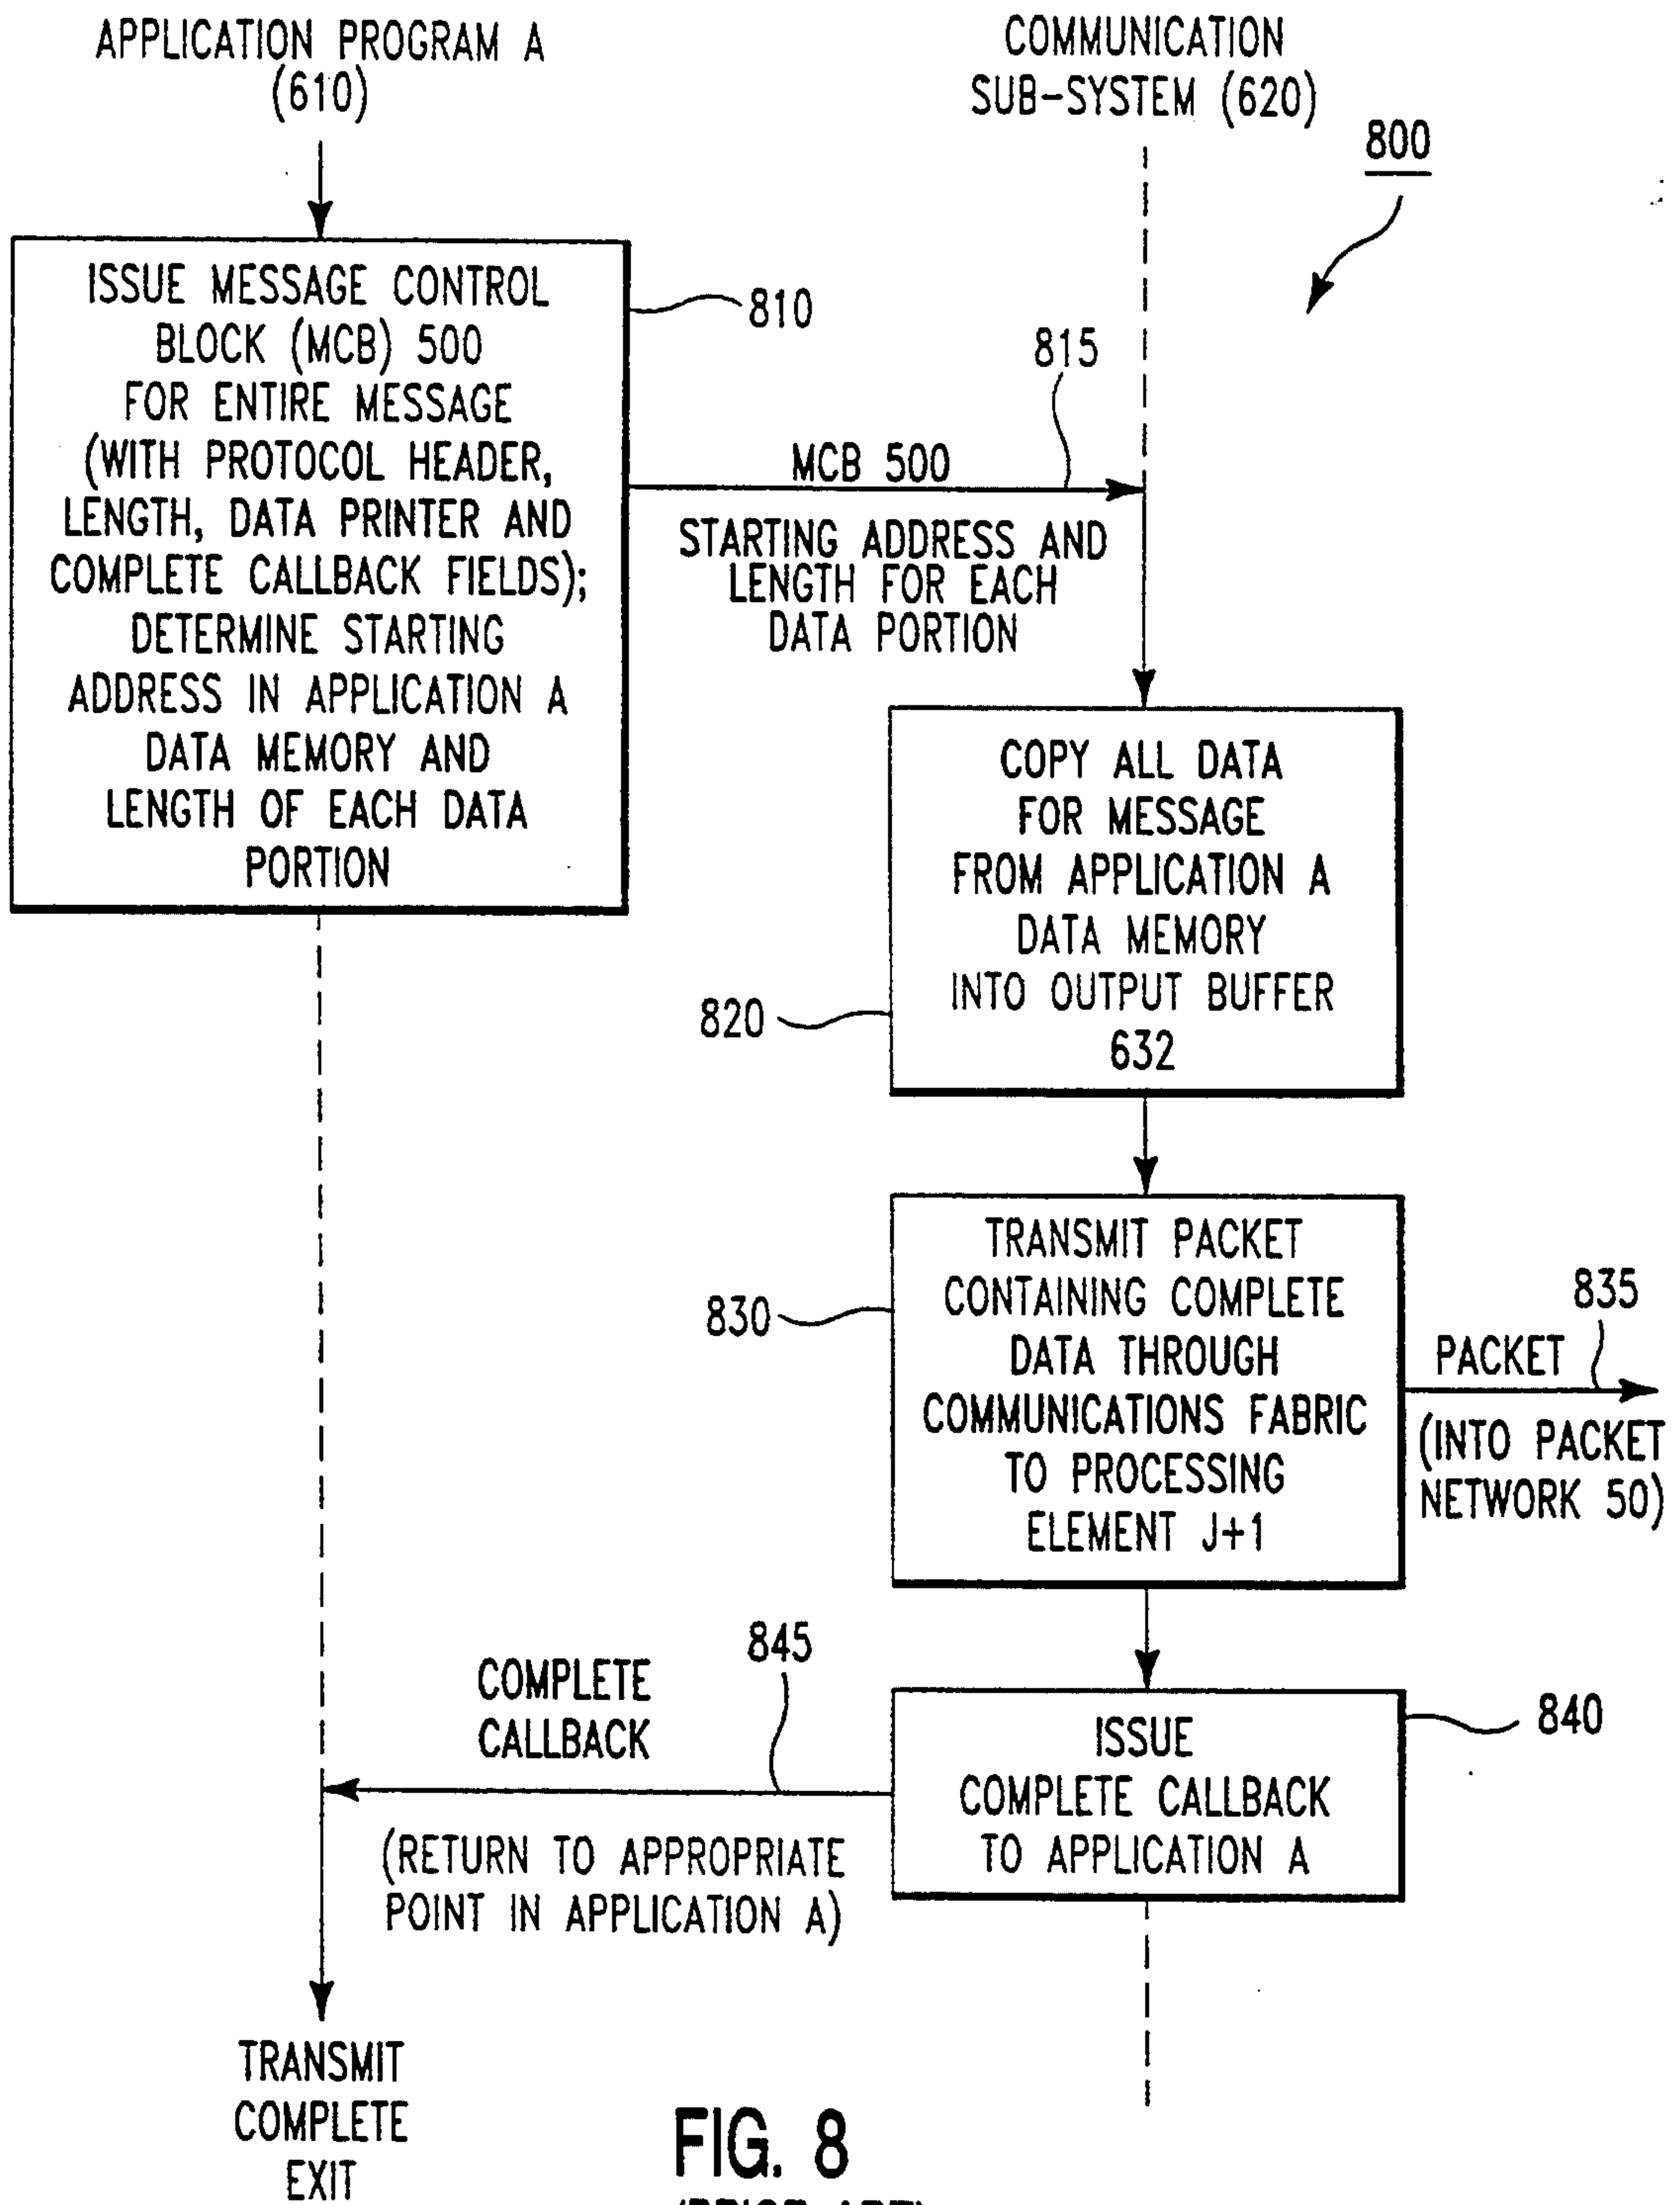 APPLICATION PROGRAM A
(610)
COMMUNICATION
SUB-SYSTEM (620)
800
ISSUE MESSAGE CONTROL
BLOCK (MCB) 500
FOR ENTIRE MESSAGE
(WITH PROTOCOL HEADER,
LENGTH, DATA PRINTER AND
COMPLETE CALLBACK FIELDS);
DETERMINE STARTING
ADDRESS IN APPLICATION A
DATA MEMORY AND
LENGTH OF EACH DATA
PORTION
810
815
MCB 500
STARTING ADDRESS AND
LENGTH FOR EACH
DATA PORTION
COPY ALL DATA
FOR MESSAGE
FROM APPLICATION A
DATA MEMORY
INTO OUTPUT BUFFER
632
820
TRANSMIT PACKET
CONTAINING COMPLETE
DATA THROUGH
COMMUNICATIONS FABRIC
TO PROCESSING
ELEMENT J+1
830
835
PACKET
(INTO PACKET
NETWORK 50)
845
COMPLETE
CALLBACK
(RETURN TO APPROPRIATE
POINT IN APPLICATION A)
ISSUE
COMPLETE CALLBACK
TO APPLICATION A
840
TRANSMIT
COMPLETE
EXIT
FIG. 8
(PRIOR ART)